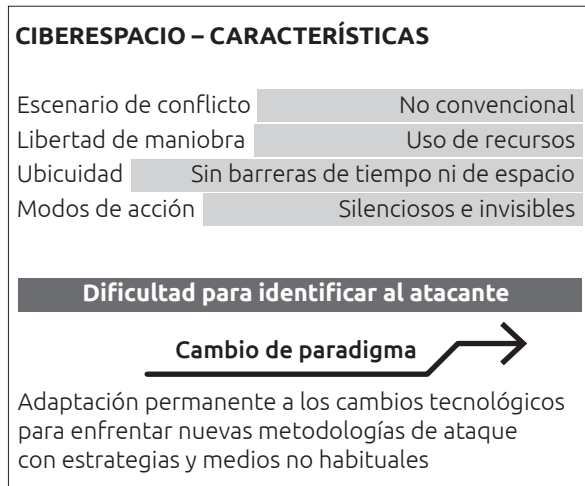 CIBERESPACIO – CARACTERÍSTICAS
Escenario de conflicto No convencional
Libertad de maniobra Uso de recursos
Ubicuidad Sin barreras de tiempo ni de espacio
Modos de acción Silenciosos e invisibles
Dificultad para identificar al atacante
Cambio de paradigma
Adaptación permanente a los cambios tecnológicos
para enfrentar nuevas metodologías de ataque
con estrategias y medios no habituales